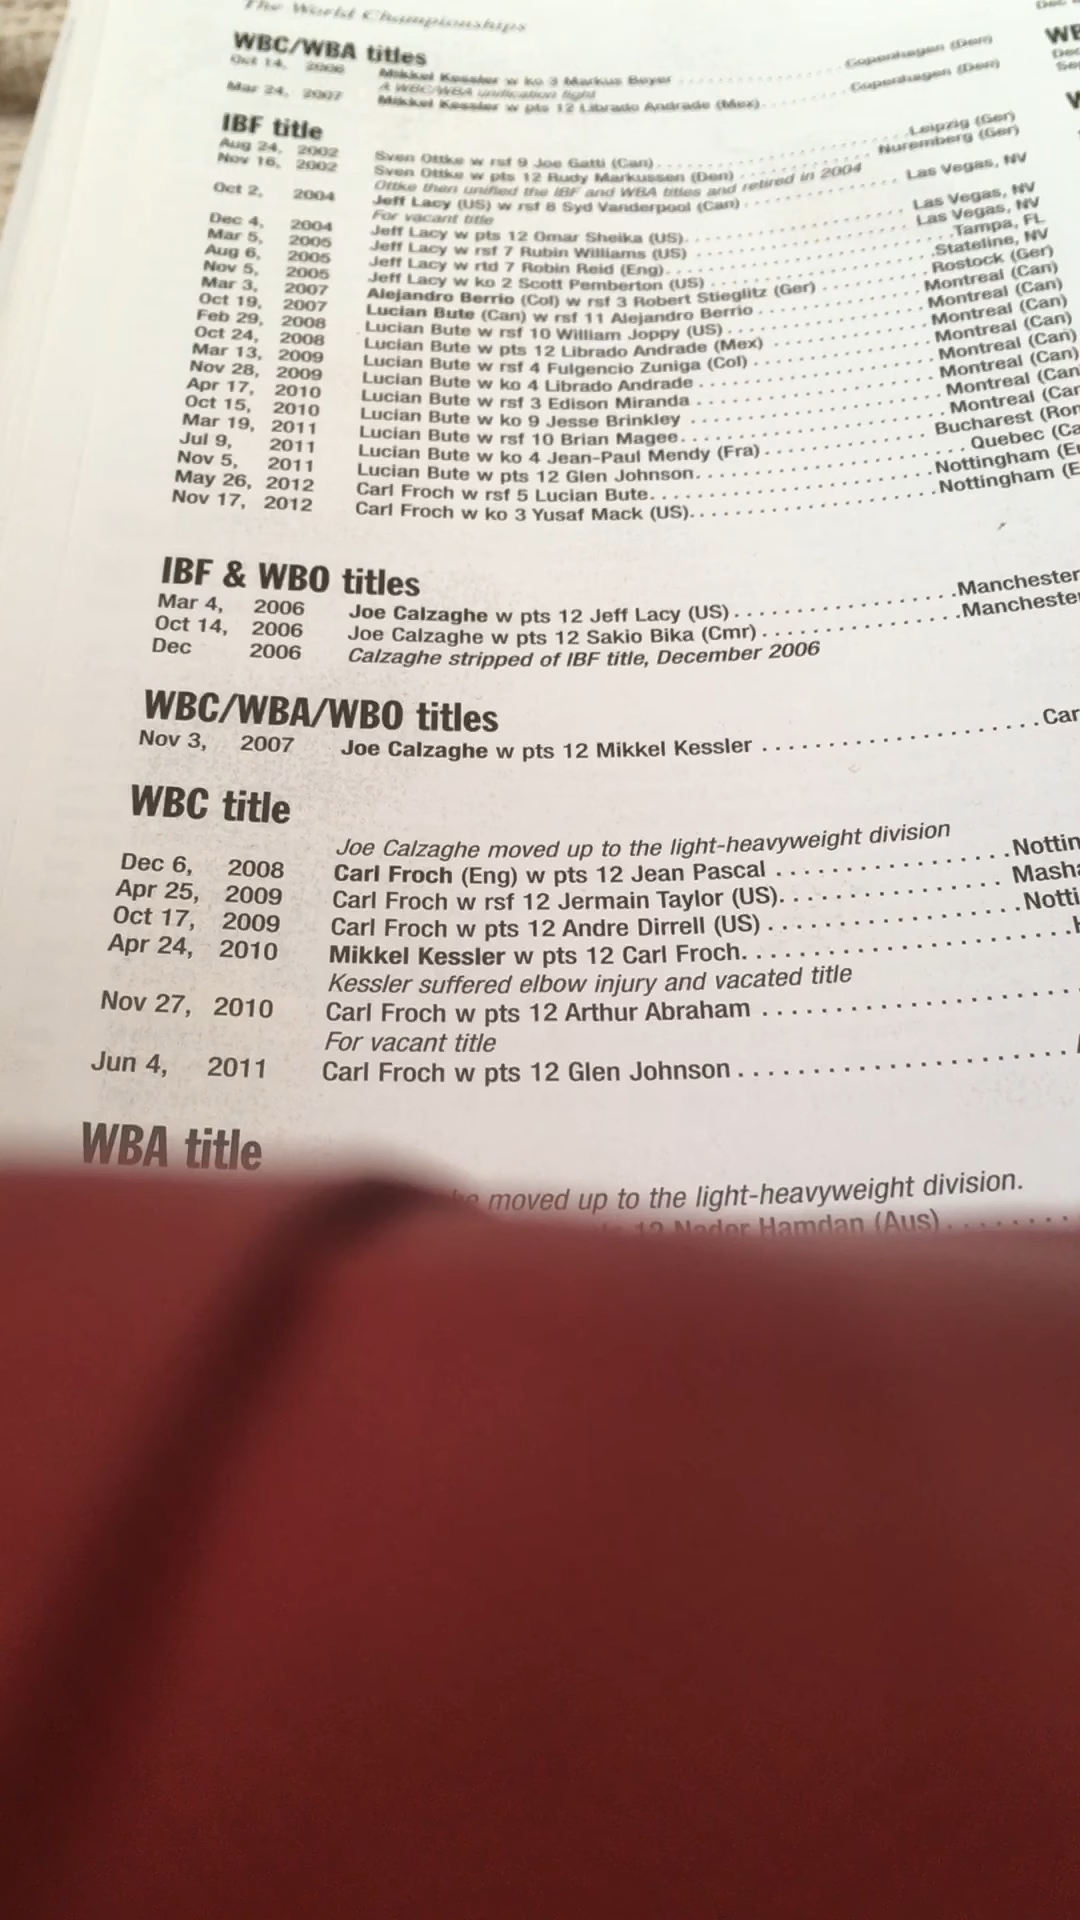 The World Championships
WBC/WBA titles
Oct 14, 2006 Mikkel Kessler w ko 3 Markus Beyer Copenhagen (Den)
A WBC/WBA unification fight
Mar 24, 2007 Mikkel Kessler w pts 12 Librado Andrade (Mex) Copenhagen (Den)
IBF title
Aug 24, 2002 Sven Ottke w rsf 9 Joe Gatti (Can) Leipzig (Ger)
Nov 16, 2002 Sven Ottke w pts 12 Rudy Markussen (Den) Nuremberg (Ger)
Ottke then unified the IBF and WBA titles and retired in 2004
Oct 2, 2004 Jeff Lacy (US) w rsf 8 Syd Vanderpool (Can) Las Vegas, NV
For vacant title
Dec 4, 2004 Jeff Lacy w pts 12 Omar Sheika (US) Las Vegas, NV
Mar 5, 2005 Jeff Lacy w rsf 7 Rubin Williams (US) Las Vegas, NV
Aug 6, 2005 Jeff Lacy w rtd 7 Robin Reid (Eng) Tampa, FL
Nov 5, 2005 Jeff Lacy w ko 2 Scott Pemberton (US) Stateline, NV
Mar 3, 2007 Alejandro Berrio (Col) w rsf 3 Robert Stieglitz (Ger) Rostock (Ger)
Oct 19, 2007 Lucian Bute (Can) w rsf 11 Alejandro Berrio Montreal (Can)
Feb 29, 2008 Lucian Bute w rsf 10 William Joppy (US) Montreal (Can)
Oct 24, 2008 Lucian Bute w pts 12 Librado Andrade (Mex) Montreal (Can)
Mar 13, 2009 Lucian Bute w rsf 4 Fulgencio Zuniga (Col) Montreal (Can)
Nov 28, 2009 Lucian Bute w ko 4 Librado Andrade Montreal (Can)
Apr 17, 2010 Lucian Bute w rsf 3 Edison Miranda Montreal (Can)
Oct 15, 2010 Lucian Bute w ko 9 Jesse Brinkley Montreal (Can
Mar 19, 2011 Lucian Bute w rsf 10 Brian Magee Montreal (Car
Jul 9, 2011 Lucian Bute w ko 4 Jean-Paul Mendy (Fra) Bucharest (Rom
Nov 5, 2011 Lucian Bute w pts 12 Glen Johnson Quebec (Ca
May 26, 2012 Carl Froch w rsf 5 Lucian Bute Nottingham (En
Nov 17, 2012 Carl Froch w ko 3 Yusaf Mack (US) Nottingham (E
IBF & WBO titles
Mar 4, 2006 Joe Calzaghe w pts 12 Jeff Lacy (US) Manchester
Oct 14, 2006 Joe Calzaghe w pts 12 Sakio Bika (Cmr) Manchester
Dec 2006 Calzaghe stripped of IBF title, December 2006
WBC/WBA/WBO titles
Nov 3, 2007 Joe Calzaghe w pts 12 Mikkel Kessler Car
WBC title
Joe Calzaghe moved up to the light-heavyweight division
Dec 6, 2008 Carl Froch (Eng) w pts 12 Jean Pascal Nottin
Apr 25, 2009 Carl Froch w rsf 12 Jermain Taylor (US) Masha
Oct 17, 2009 Carl Froch w pts 12 Andre Dirrell (US) Notti
Apr 24, 2010 Mikkel Kessler w pts 12 Carl Froch
Kessler suffered elbow injury and vacated title
Nov 27, 2010 Carl Froch w pts 12 Arthur Abraham
For vacant title
Jun 4, 2011 Carl Froch w pts 12 Glen Johnson
WBA title
moved up to the light-heavyweight division.
12 Nader Hamdan (Aus)